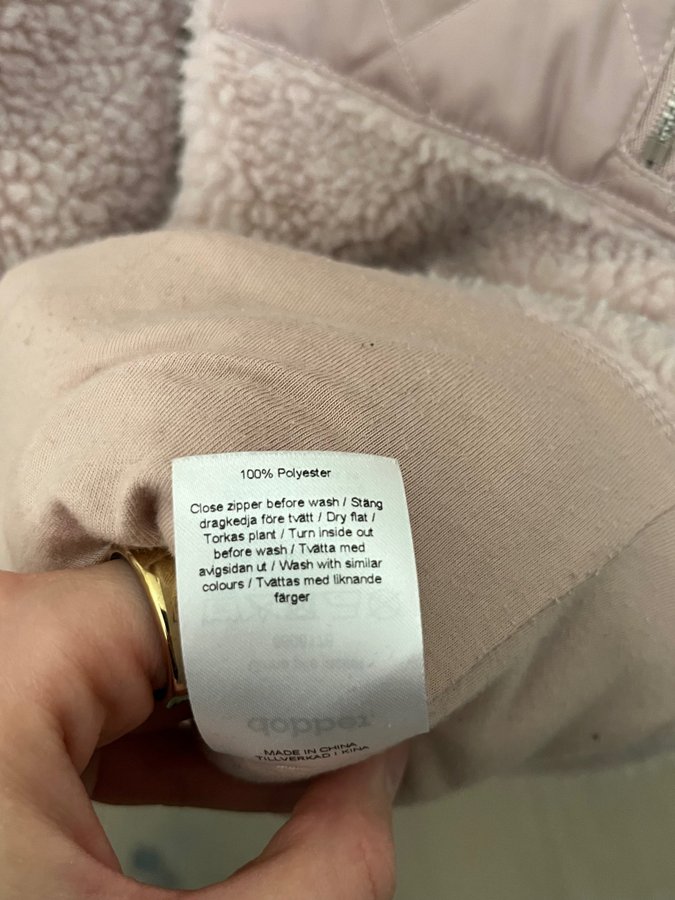 100% Polyester
Close zipper before wash / Stäng
dragkedja före tvätt / Dry flat /
Torkas plant / Turn inside out
before wash / Tvätta med
avigsidan ut / Wash with similar
colours / Tvättas med liknande
färger
MADE IN CHINA
TILLVERKAD I KINA